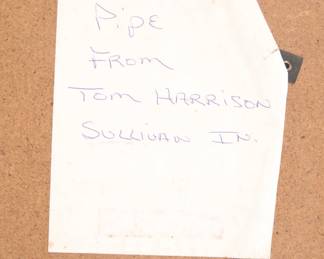 Pipe
From
Tom Harrison
Sullivan In.